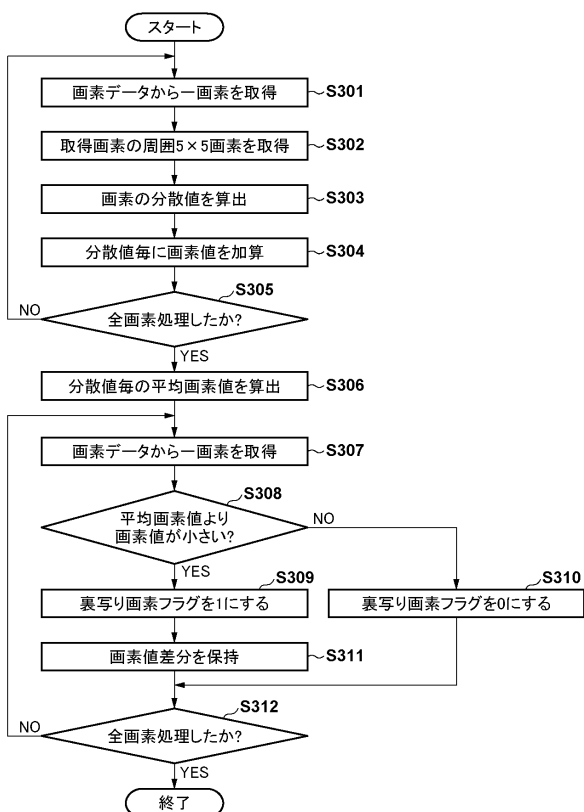 スタート
画素データから一画素を取得
S301
取得画素の周囲5×5画素を取得
S302
画素の分散値を算出
S303
分散値毎に画素値を加算
S304
S305
全画素処理したか?
NO
YES
分散値毎の平均画素値を算出
S306
画素データから一画素を取得
S307
S308
平均画素値より
画素値が小さい?
NO
YES
S309
裏写り画素フラグを1にする
S310
裏写り画素フラグを0にする
画素値差分を保持
S311
S312
全画素処理したか?
NO
YES
終了